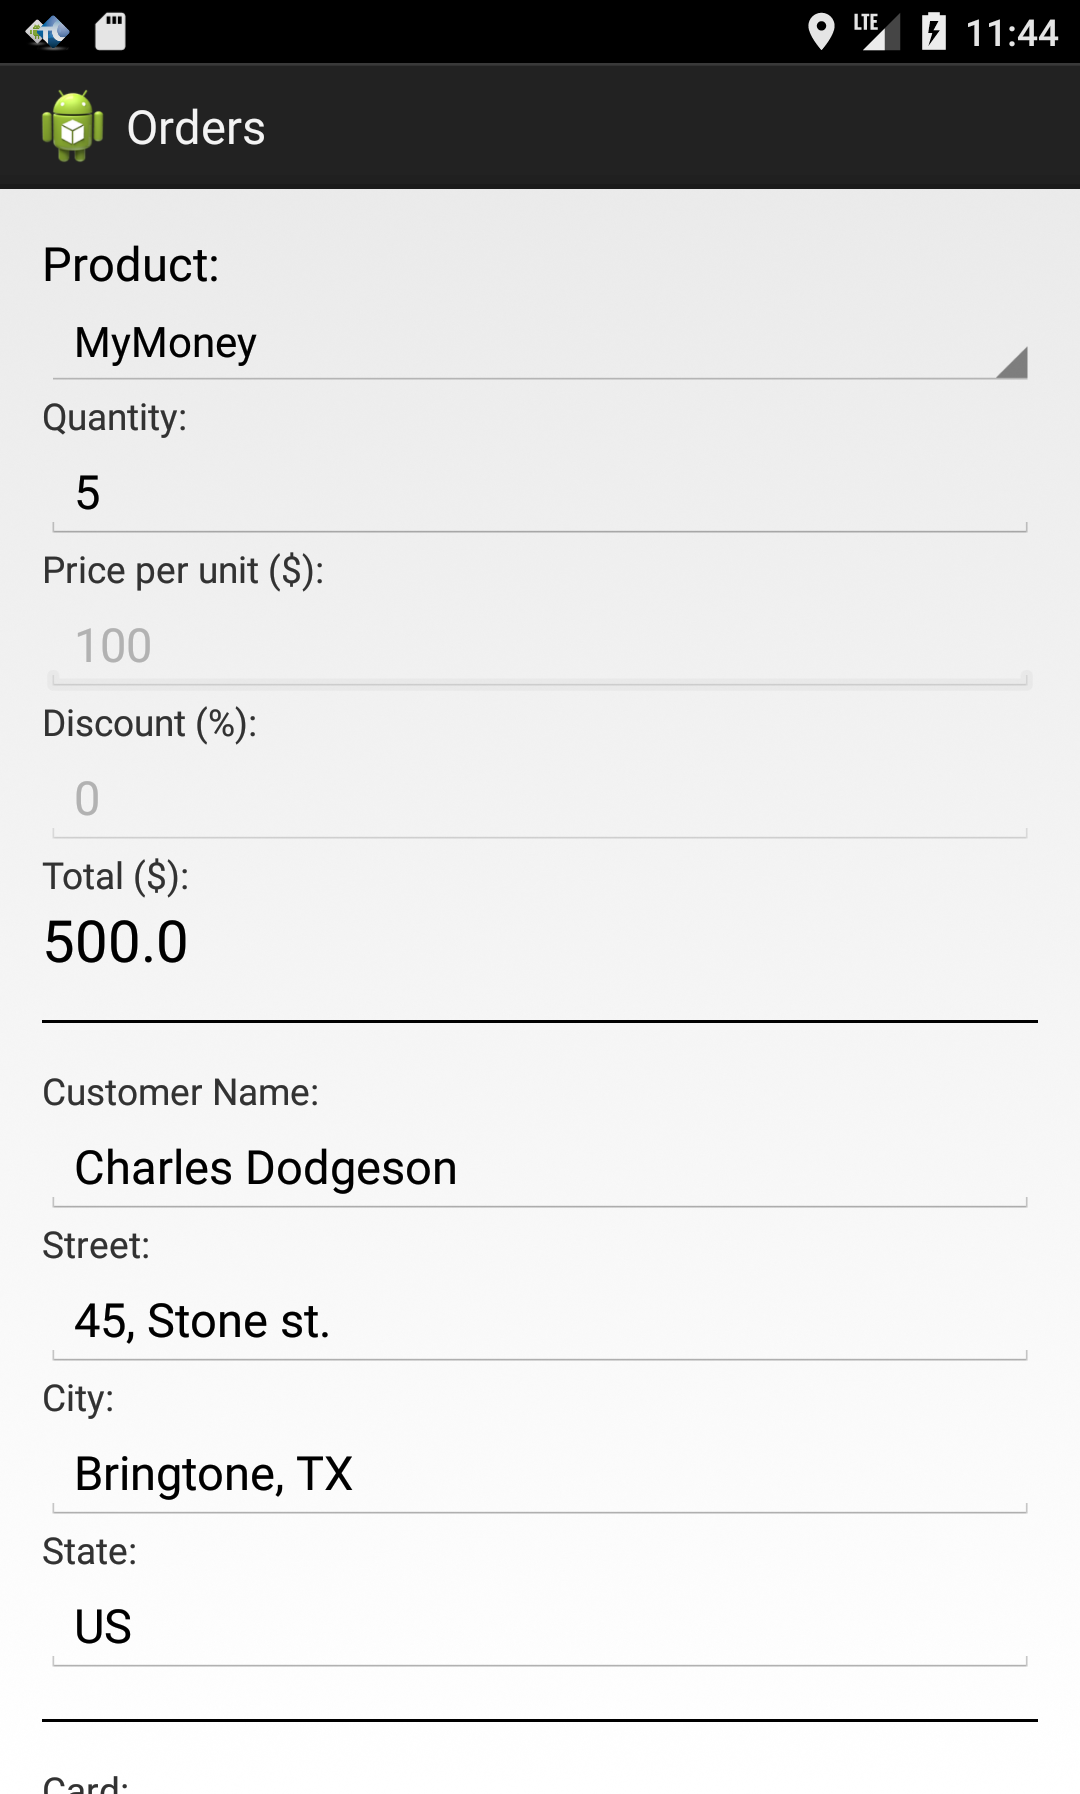 LTE 11:44
Orders
Product:
MyMoney
Quantity:
5
Price per unit ($):
100
Discount (%):
0
Total ($):
500.0
Customer Name:
Charles Dodgeson
Street:
45, Stone st.
City:
Bringtone, TX
State:
US
Card: